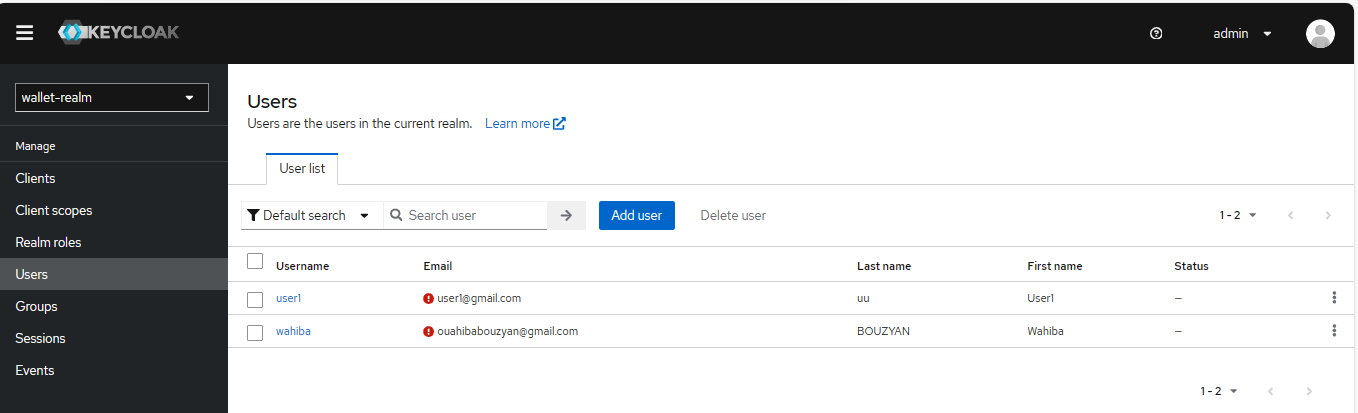 KEYCLOAK
admin
wallet-realm
Manage
Clients
Client scopes
Realm roles
Users
Groups
Sessions
Events
Users
Users are the users in the current realm. Learn more
User list
Default search Search user Add user Delete user 1 - 2
Username Email Last name First name Status
user1 user1@gmail.com uu User1 –
wahiba ouahibabouzyan@gmail.com BOUZYAN Wahiba –
1 - 2